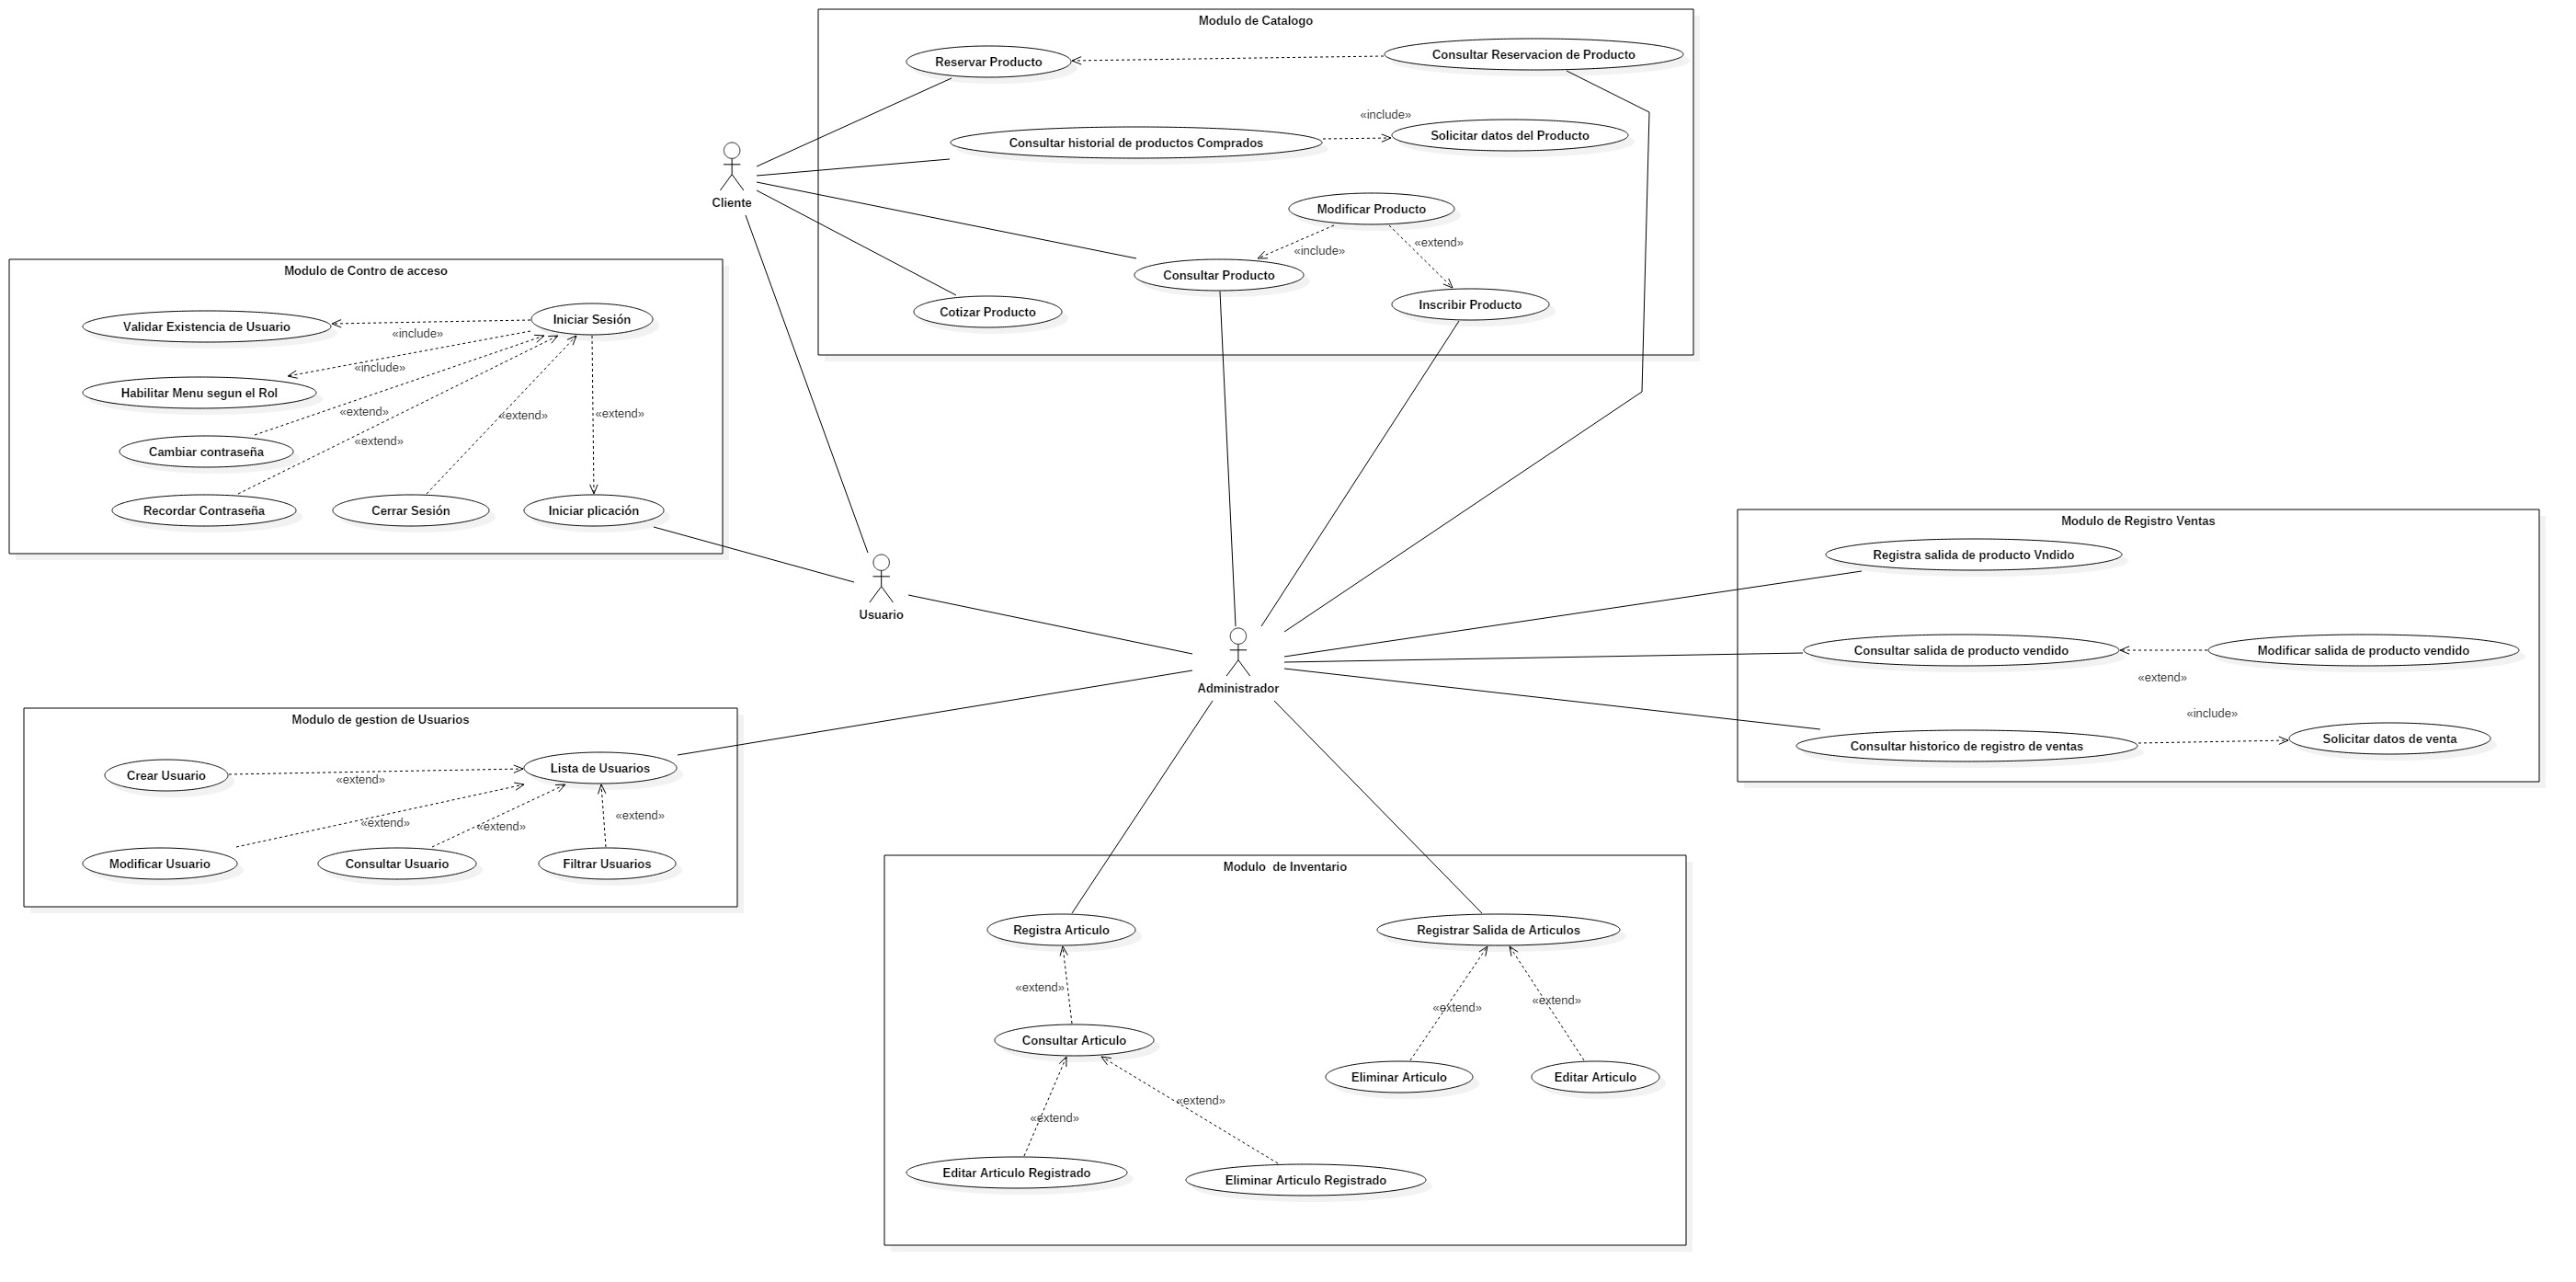 Modulo de Catalogo
Reservar Producto
Consultar Reservacion de Producto
«include»
Consultar historial de productos Comprados
Solicitar datos del Producto
Cliente
Modificar Producto
«include»
«extend»
Consultar Producto
Inscribir Producto
Cotizar Producto
Modulo de Contro de acceso
Validar Existencia de Usuario
Iniciar Sesión
«include»
Habilitar Menu segun el Rol
«include»
«extend»
«extend»
«extend»
«extend»
Cambiar contraseña
Recordar Contraseña
Cerrar Sesión
Iniciar plicación
Usuario
Administrador
Modulo de Registro Ventas
Registra salida de producto Vndido
Consultar salida de producto vendido
Modificar salida de producto vendido
«extend»
«include»
Consultar historico de registro de ventas
Solicitar datos de venta
Modulo de gestion de Usuarios
Crear Usuario
«extend»
Lista de Usuarios
«extend»
«extend»
«extend»
Modificar Usuario
Consultar Usuario
Filtrar Usuarios
Modulo  de Inventario
Registra Articulo
Registrar Salida de Articulos
«extend»
«extend»
«extend»
Consultar Articulo
Eliminar Articulo
Editar Articulo
«extend»
«extend»
Editar Articulo Registrado
Eliminar Articulo Registrado